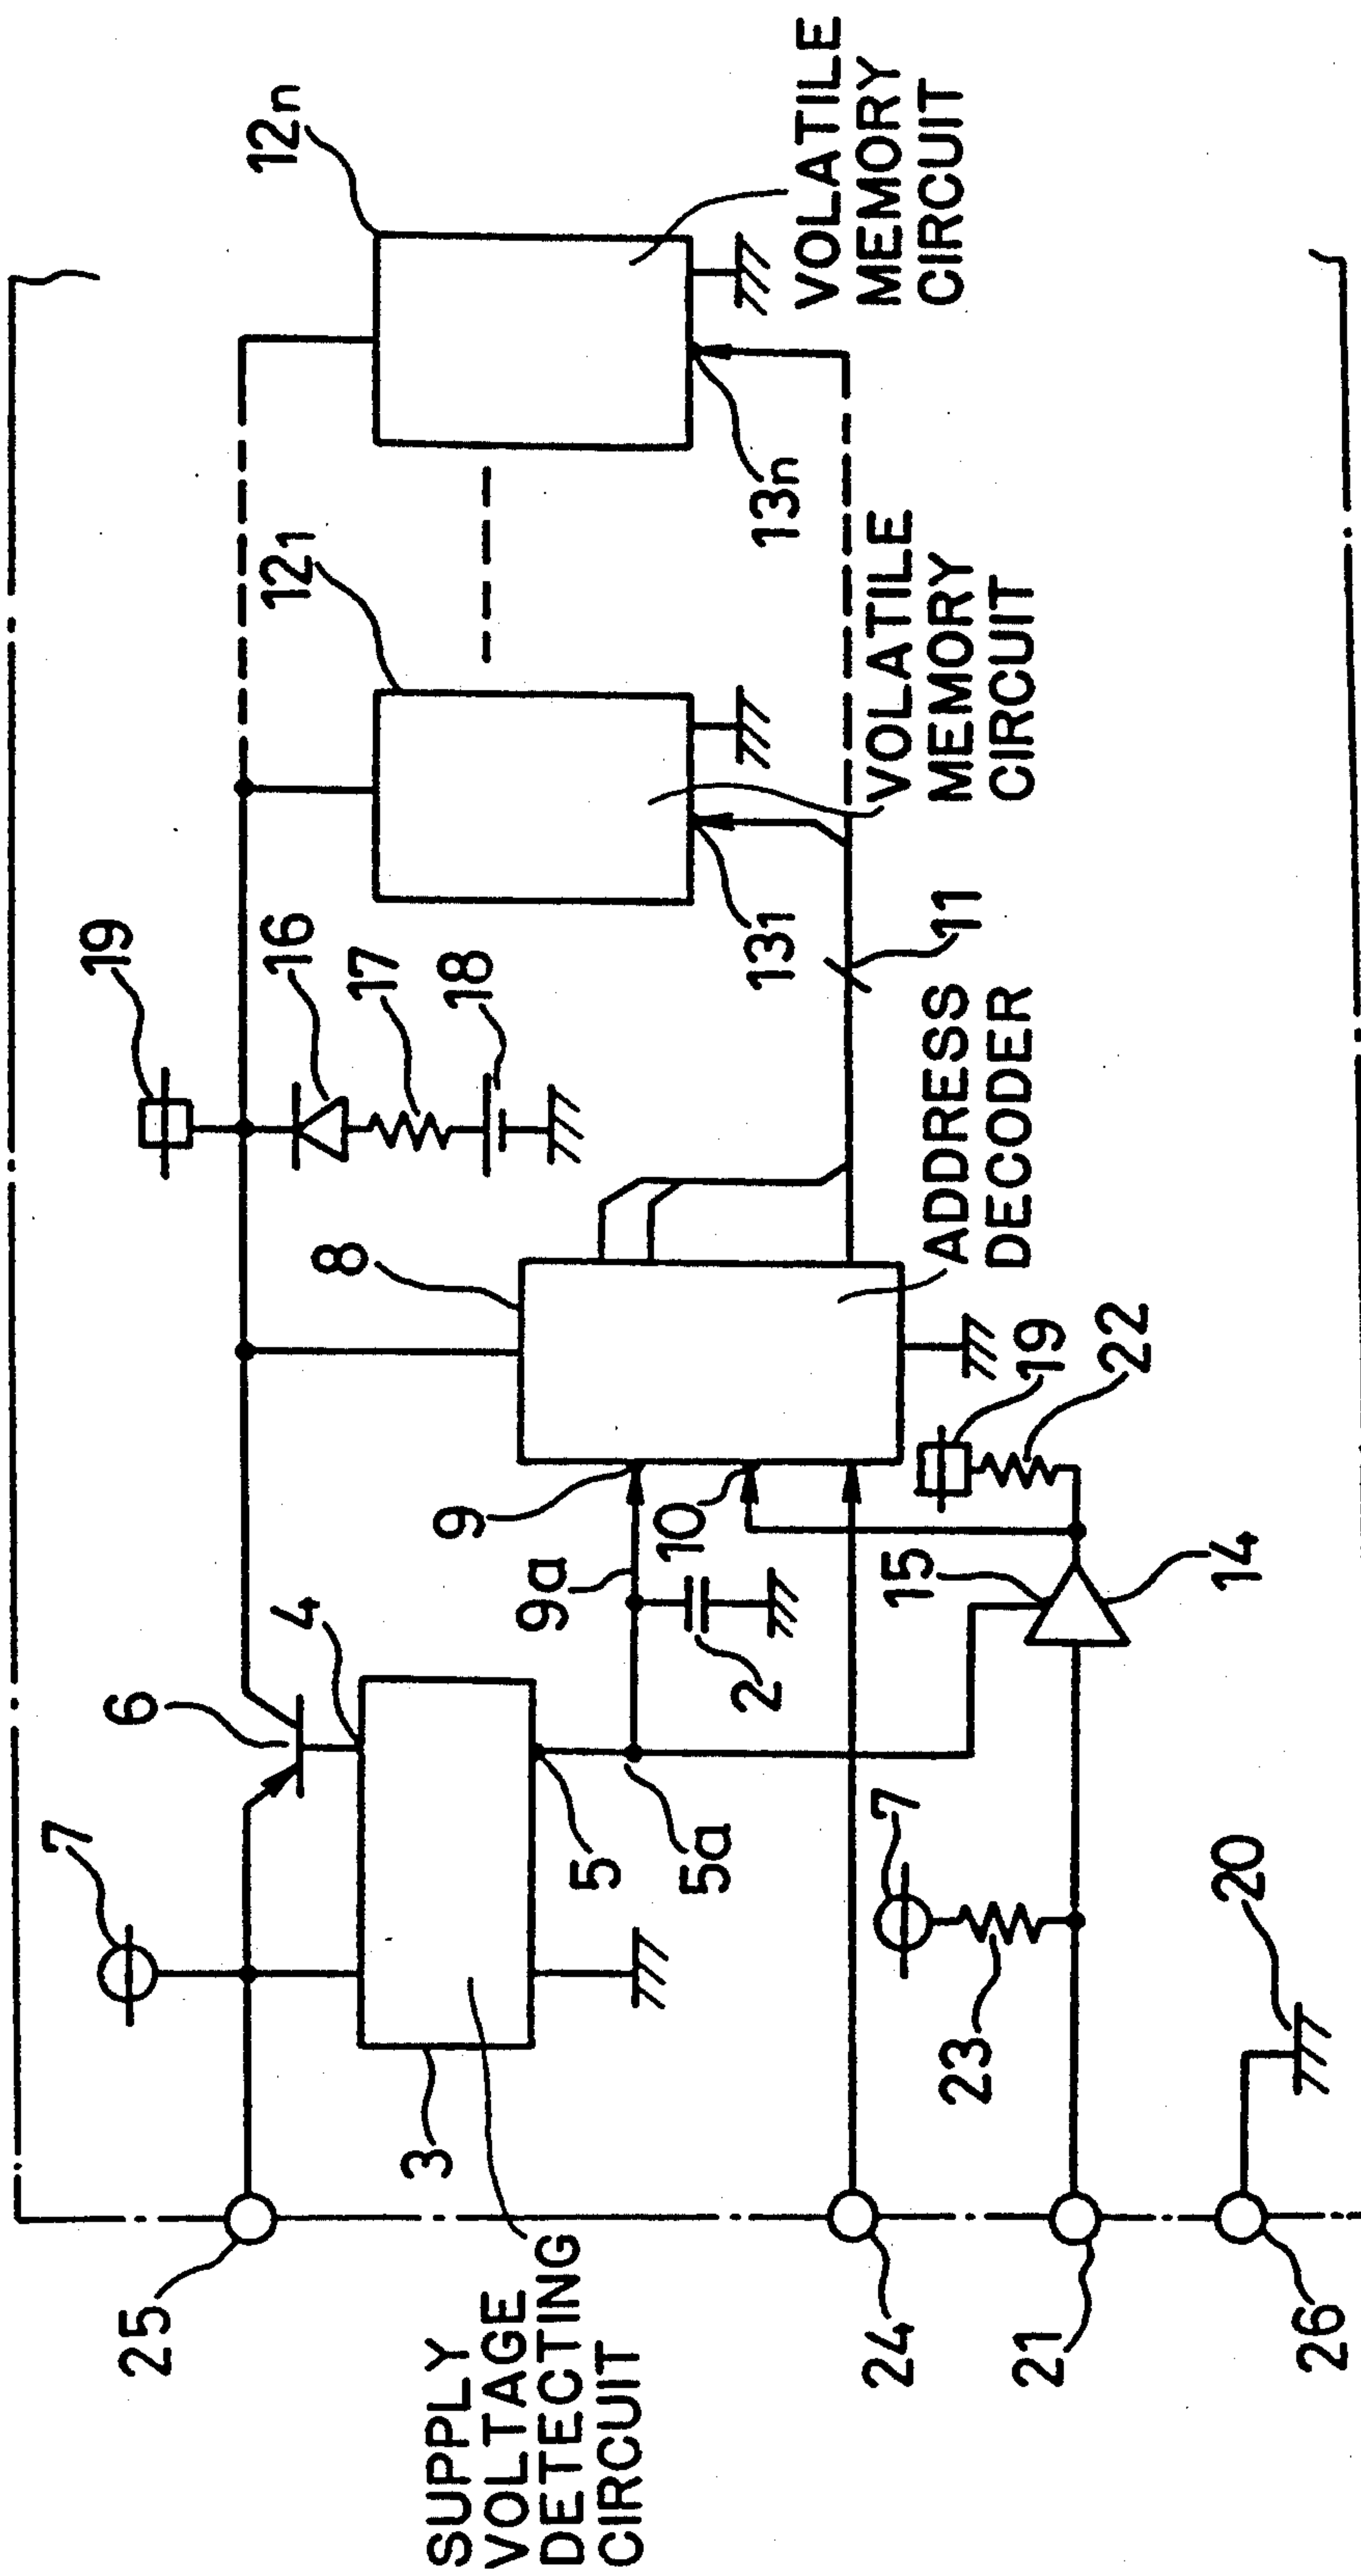 19
12n
7
6
8
16
121
4
17
3
9
18
SUPPLY
VOLTAGE
DETECTING
CIRCUIT
25
5
5a
9a
2
10
131
13n
VOLATILE
MEMORY
CIRCUIT
VOLATILE
MEMORY
CIRCUIT
11
ADDRESS
DECODER
7
15
19
22
24
23
21
14
20
26